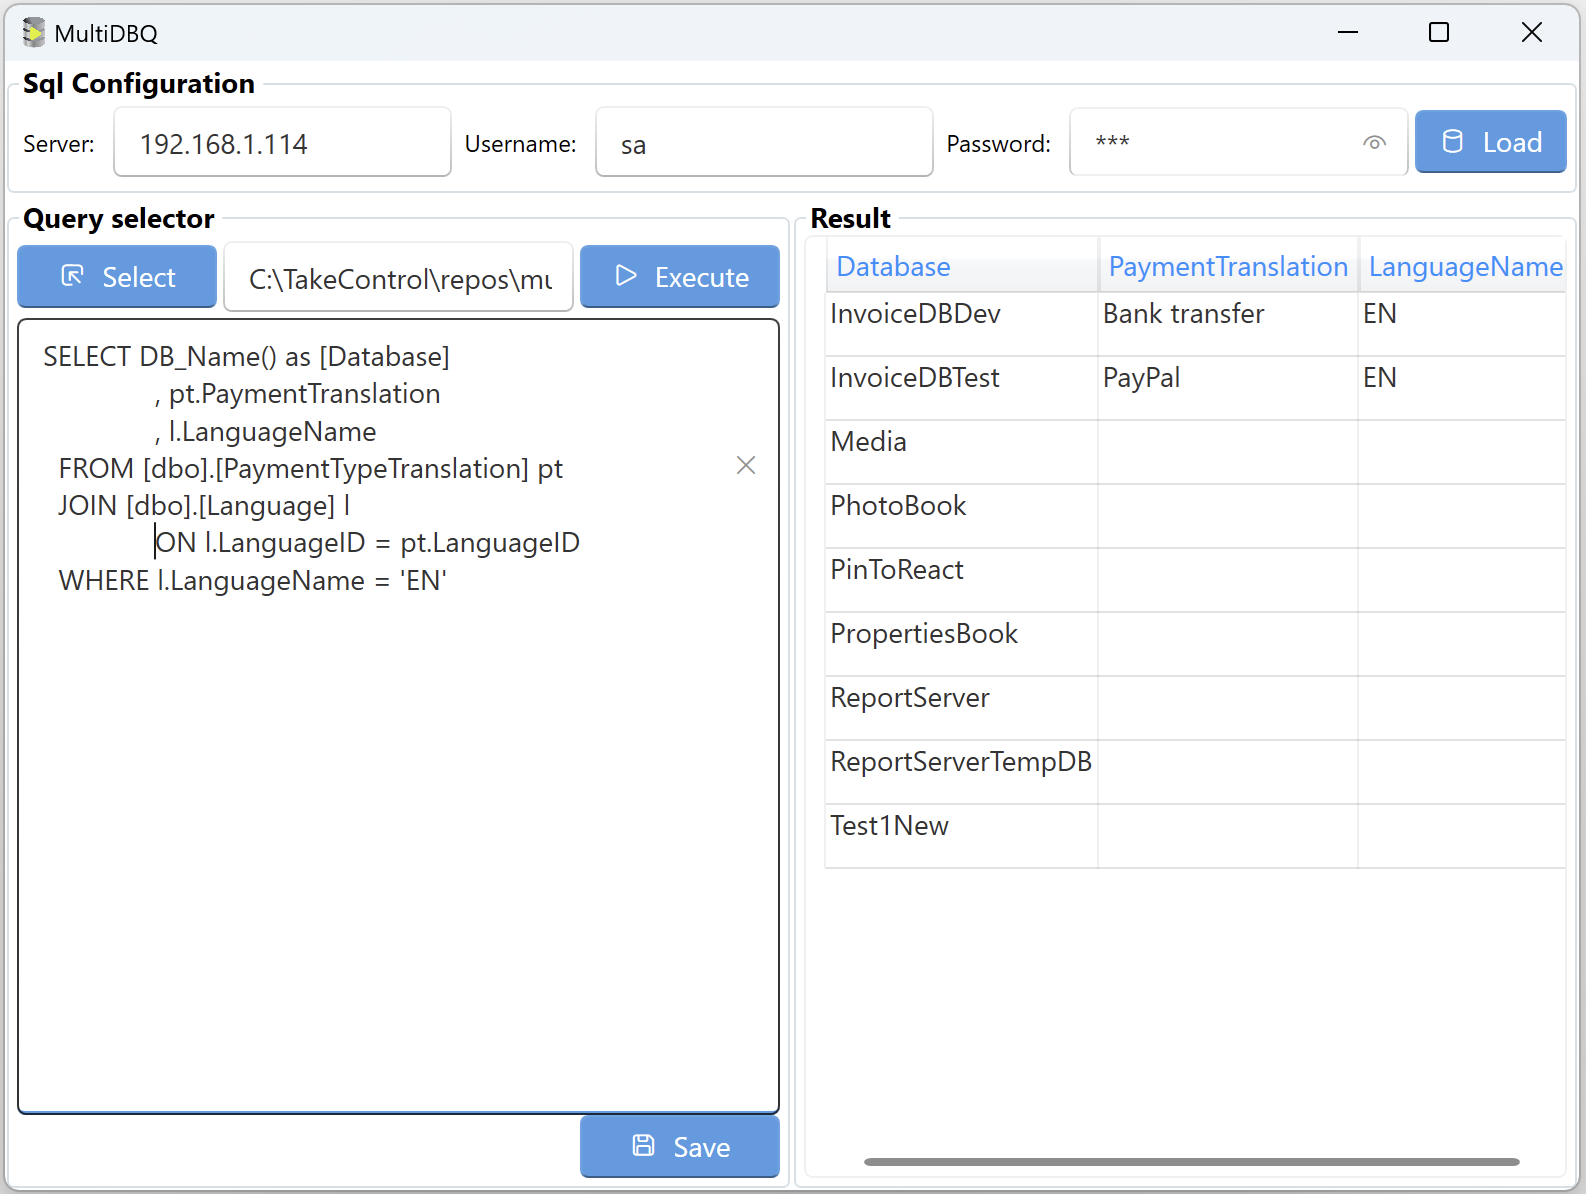 MultiDBQ
Sql Configuration
Server: 192.168.1.114 Username: sa Password: *** Load
Query selector
Select C:\TakeControl\repos\mu Execute
SELECT DB_Name() as [Database]
, pt.PaymentTranslation
, l.LanguageName
FROM [dbo].[PaymentTypeTranslation] pt
JOIN [dbo].[Language] l
ON l.LanguageID = pt.LanguageID
WHERE l.LanguageName = 'EN'
Save
Result
Database PaymentTranslation LanguageName
InvoiceDBDev Bank transfer EN
InvoiceDBTest PayPal EN
Media
PhotoBook
PinToReact
PropertiesBook
ReportServer
ReportServerTempDB
Test1New